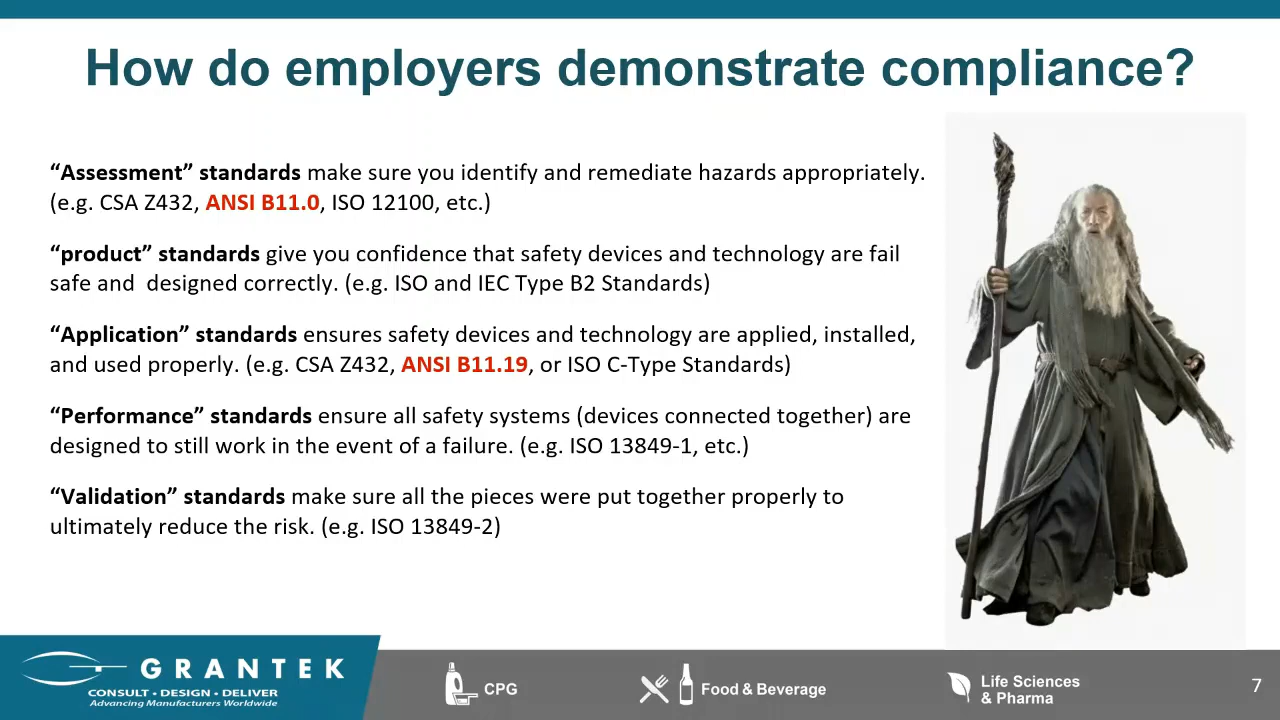 How do employers demonstrate compliance?
“Assessment” standards make sure you identify and remediate hazards appropriately.
(e.g. CSA Z432, ANSI B11.0, ISO 12100, etc.)
“product” standards give you confidence that safety devices and technology are fail
safe and  designed correctly. (e.g. ISO and IEC Type B2 Standards)
“Application” standards ensures safety devices and technology are applied, installed,
and used properly. (e.g. CSA Z432, ANSI B11.19, or ISO C-Type Standards)
“Performance” standards ensure all safety systems (devices connected together) are
designed to still work in the event of a failure. (e.g. ISO 13849-1, etc.)
“Validation” standards make sure all the pieces were put together properly to
ultimately reduce the risk. (e.g. ISO 13849-2)
GRANTEK
CONSULT • DESIGN • DELIVER
Advancing Manufacturers Worldwide
CPG
Food & Beverage
Life Sciences
& Pharma
7